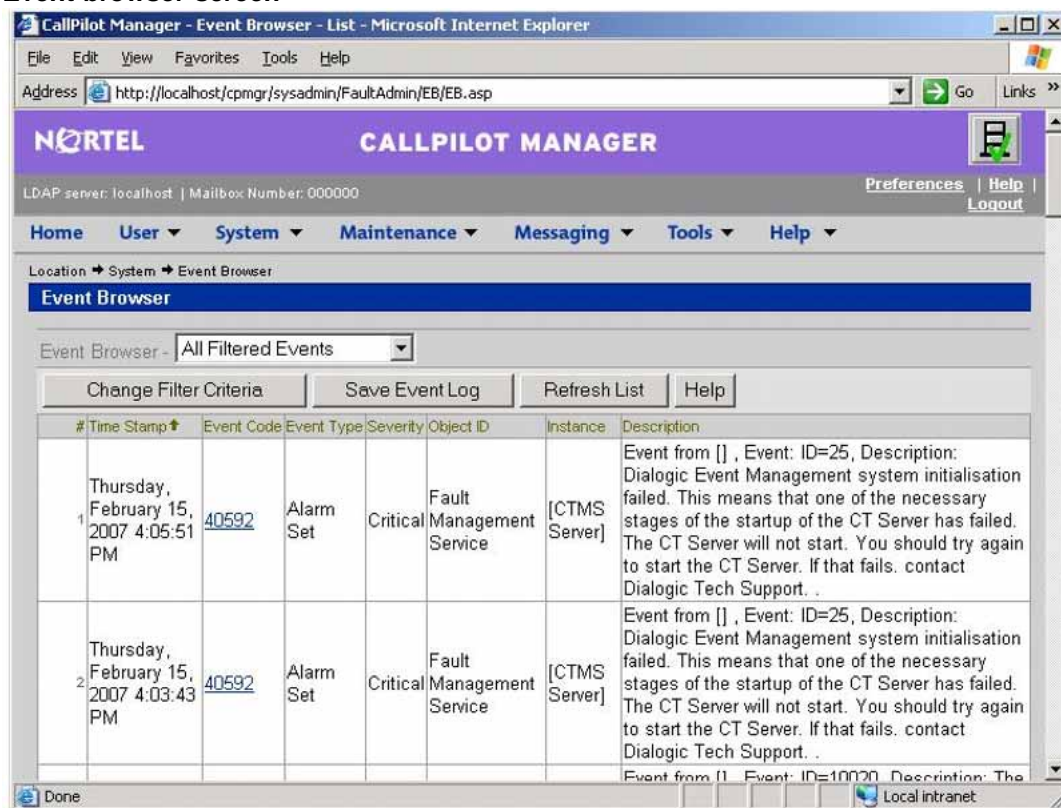 Event browser screen
CallPilot Manager - Event Browser - List - Microsoft Internet Explorer
File Edit View Favorites Tools Help
Address http://localhost/cpmgr/sysadmin/FaultAdmin/EB/EB.asp Go Links »
NORTEL CALLPILOT MANAGER
LDAP server: localhost | Mailbox Number: 000000 Preferences | Help |
Logout
Home User System Maintenance Messaging Tools Help
Location → System → Event Browser
Event Browser
Event Browser - All Filtered Events
Change Filter Criteria Save Event Log Refresh List Help
# Time Stamp Event Code Event Type Severity Object ID Instance Description
1 Thursday,
February 15,
2007 4:05:51
PM
40592
Alarm
Set
Critical
Fault
Management
Service
[CTMS
Server]
Event from [] , Event: ID=25, Description:
Dialogic Event Management system initialisation
failed. This means that one of the necessary
stages of the startup of the CT Server has failed.
The CT Server will not start. You should try again
to start the CT Server. If that fails. contact
Dialogic Tech Support. .
2 Thursday,
February 15,
2007 4:03:43
PM
40592
Alarm
Set
Critical
Fault
Management
Service
[CTMS
Server]
Event from [] , Event: ID=25, Description:
Dialogic Event Management system initialisation
failed. This means that one of the necessary
stages of the startup of the CT Server has failed.
The CT Server will not start. You should try again
to start the CT Server. If that fails. contact
Dialogic Tech Support. .
Event from [] , Event: ID=10020, Description: The
Done Local intranet